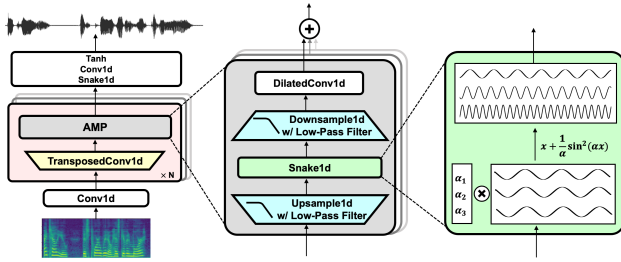 Tanh
Conv1d
Snake1d
AMP
TransposedConv1d
× N
Conv1d
+
DilatedConv1d
Downsample1d
w/ Low-Pass Filter
Snake1d
Upsample1d
w/ Low-Pass Filter
x + 1/α sin²(αx)
α₁
α₂
α₃